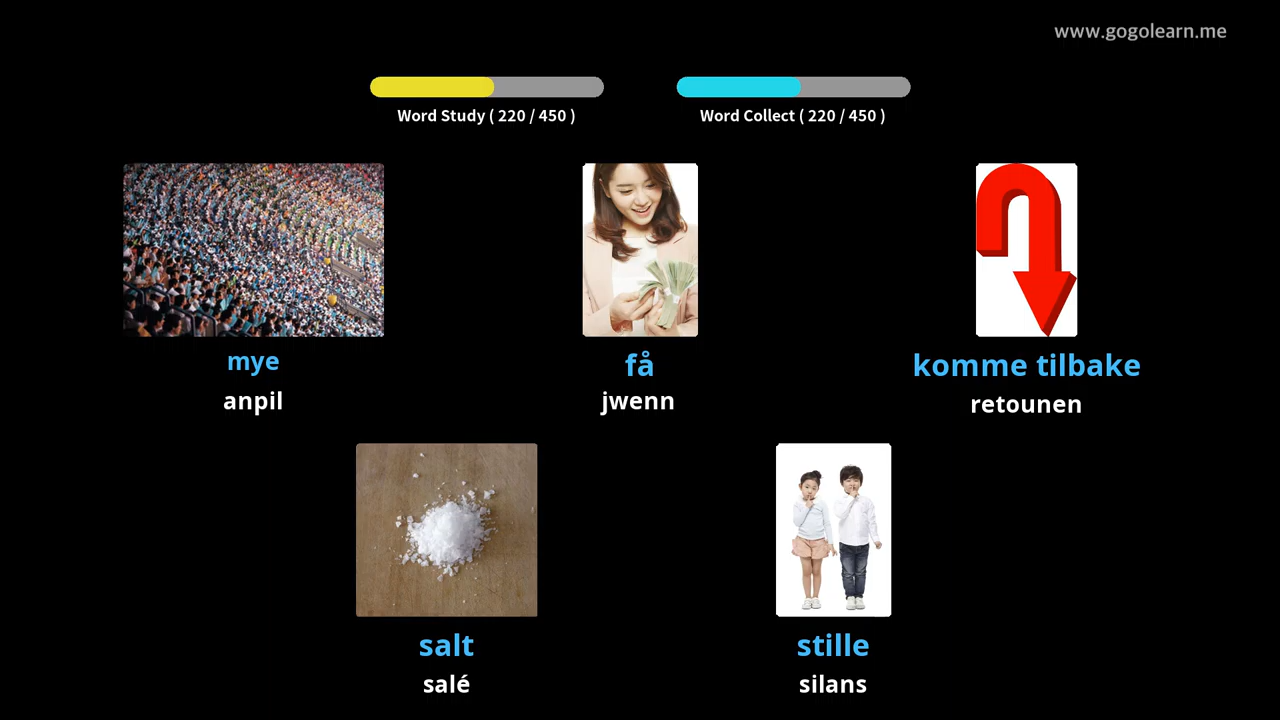 www.gogolearn.me
Word Study ( 220 / 450 )
Word Collect ( 220 / 450 )
mye
anpil
få
jwenn
komme tilbake
retounen
salt
salé
stille
silans